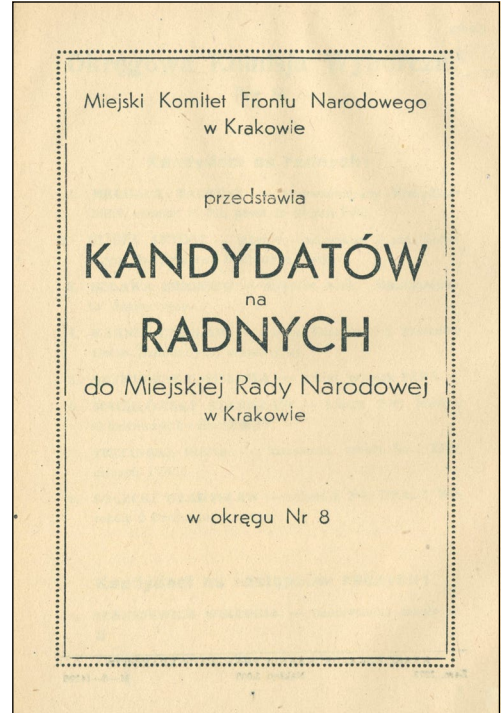 Miejski Komitet Frontu Narodowego
w Krakowie
przedstawia
KANDYDATÓW
na
RADNYCH
do Miejskiej Rady Narodowej
w Krakowie
w okręgu Nr 8